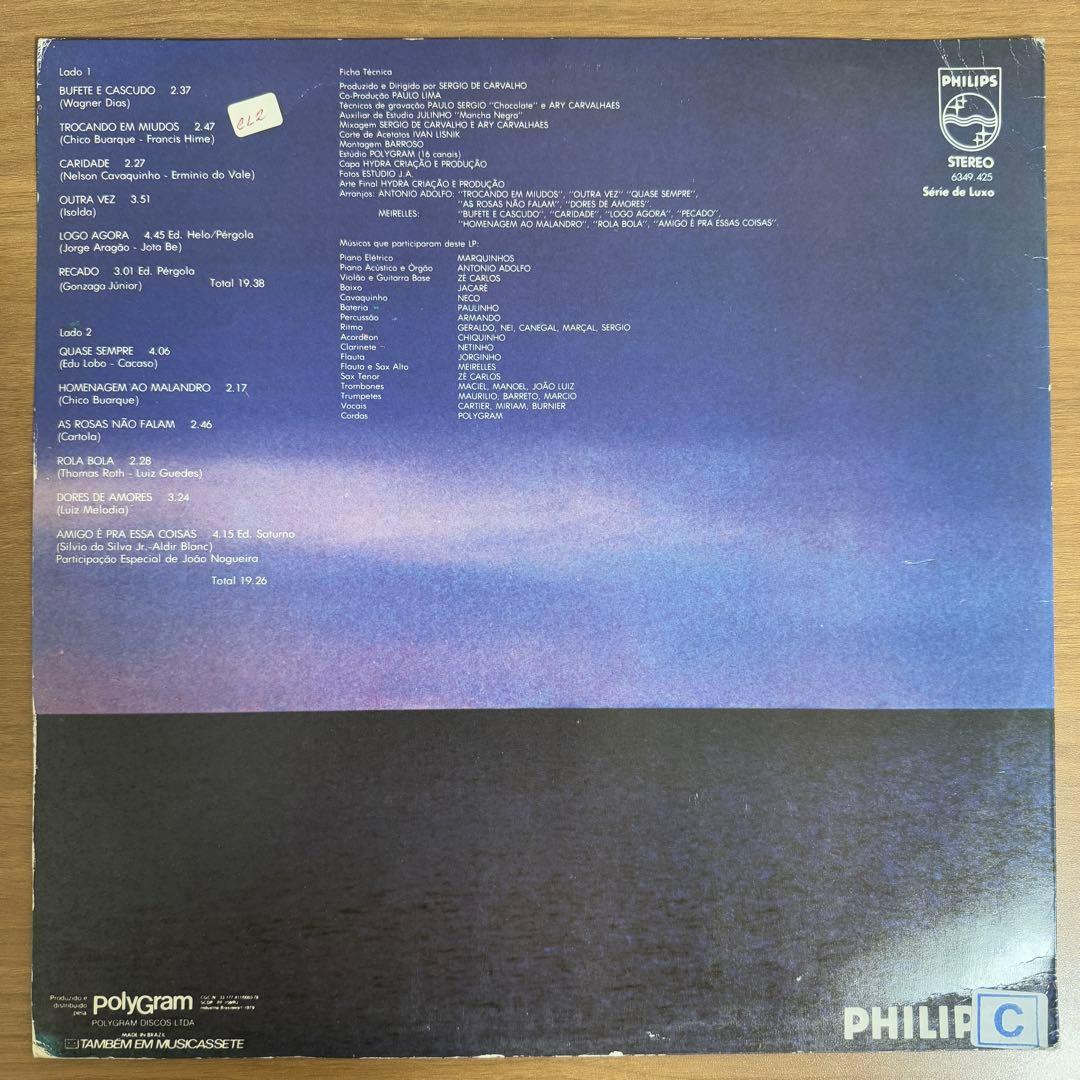 Lado 1
BUFETE E CASCUDO 2.37
(Wagner Dias)
TROCANDO EM MIUDOS 2.47
(Chico Buarque - Francis Hime)
CARIDADE 2.27
(Nelson Cavaquinho - Erminio do Vale)
OUTRA VEZ 3.51
(Isolda)
LOGO AGORA 4.45 Ed. Helo/Pérgola
(Jorge Aragão - Jota Be)
RECADO 3.01 Ed. Pérgola
(Gonzaga Júnior) Total 19.38
Lado 2
QUASE SEMPRE 4.06
(Edu Lobo - Cacaso)
HOMENAGEM AO MALANDRO 2.17
(Chico Buarque)
AS ROSAS NÃO FALAM 2.46
(Cartola)
ROLA BOLA 2.28
(Thomas Roth - Luiz Guedes)
DORES DE AMORES 3.24
(Luiz Melodia)
AMIGO É PRA ESSA COISAS 4.15 Ed. Saturno
(Silvio da Silva Jr.-Aldir Blanc)
Participação Especial de João Nogueira
Total 19.26
CL2
Ficha Técnica
Produzido e Dirigido por SERGIO DE CARVALHO
Co-Produção PAULO LIMA
Técnicos de gravação PAULO SERGIO "Chocolate" e ARY CARVALHAES
Auxiliar de Estudio JULINHO "Mancha Negra"
Mixagem SERGIO DE CARVALHO E ARY CARVALHAES
Corte de Acetatos IVAN LISNIK
Montagem BARROSO
Estúdio POLYGRAM (16 canais)
Capa HYDRA CRIAÇÃO E PRODUÇÃO
Fotos ESTUDIO J.A.
Arte Final HYDRA CRIAÇÃO E PRODUÇÃO
Arranjos: ANTONIO ADOLFO: "TROCANDO EM MIUDOS", "OUTRA VEZ" "QUASE SEMPRE",
"AS ROSAS NÃO FALAM", "DORES DE AMORES".
MEIRELLES: "BUFETE E CASCUDO", "CARIDADE", "LOGO AGORA", "PECADO",
"HOMENAGEM AO MALANDRO", "ROLA BOLA", "AMIGO É PRA ESSAS COISAS".
Músicos que participaram deste LP:
Piano Elétrico MARQUINHOS
Piano Acústico e Órgão ANTONIO ADOLFO
Violão e Guitarra Base ZÉ CARLOS
Baixo JACARÉ
Cavaquinho NECO
Bateria PAULINHO
Percussão ARMANDO
Ritmo GERALDO, NEI, CANEGAL, MARÇAL, SERGIO
Acordeon CHIQUINHO
Clarinete NETINHO
Flauta JORGINHO
Flauta e Sax Alto MEIRELLES
Sax Tenor ZÉ CARLOS
Trombones MACIEL, MANOEL, JOÃO LUIZ
Trumpetes MAURILIO, BARRETO, MARCIO
Vocais CARTIER, MIRIAM, BURNIER
Cordas POLYGRAM
PHILIPS
STEREO
6349.425
Série de Luxo
Produzido e
distribuido
pela
polyGram
POLYGRAM DISCOS LTDA
MADE IN BRAZIL
TAMBÉM EM MUSICASSETE
PHILIP
C